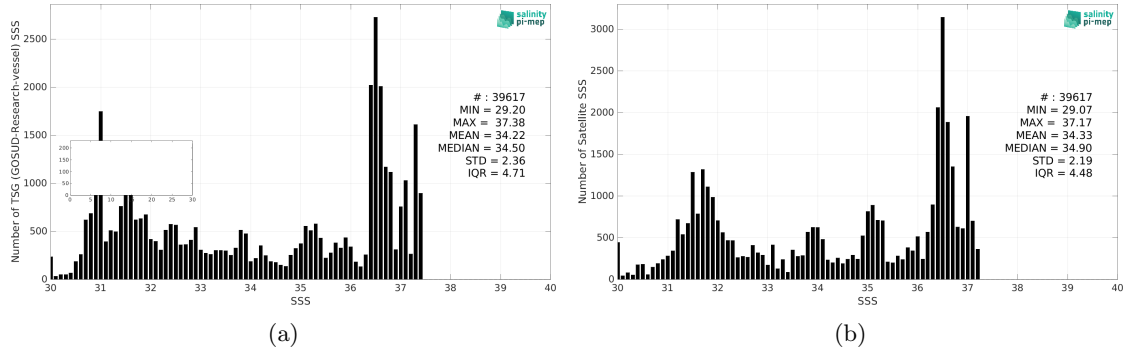 salinity
pi-mep
2500
2000
1500
1000
500
0
Number of TSG (GOSUD-Research-vessel) SSS
# : 39617
MIN = 29.20
MAX = 37.38
MEAN = 34.22
MEDIAN = 34.50
STD = 2.36
IQR = 4.71
200
150
100
50
0
0 5 10 15 20 25 30
30 31 32 33 34 35 36 37 38 39 40
SSS
(a)
salinity
pi-mep
3000
2500
2000
1500
1000
500
0
Number of Satellite SSS
# : 39617
MIN = 29.07
MAX = 37.17
MEAN = 34.33
MEDIAN = 34.90
STD = 2.19
IQR = 4.48
30 31 32 33 34 35 36 37 38 39 40
SSS
(b)